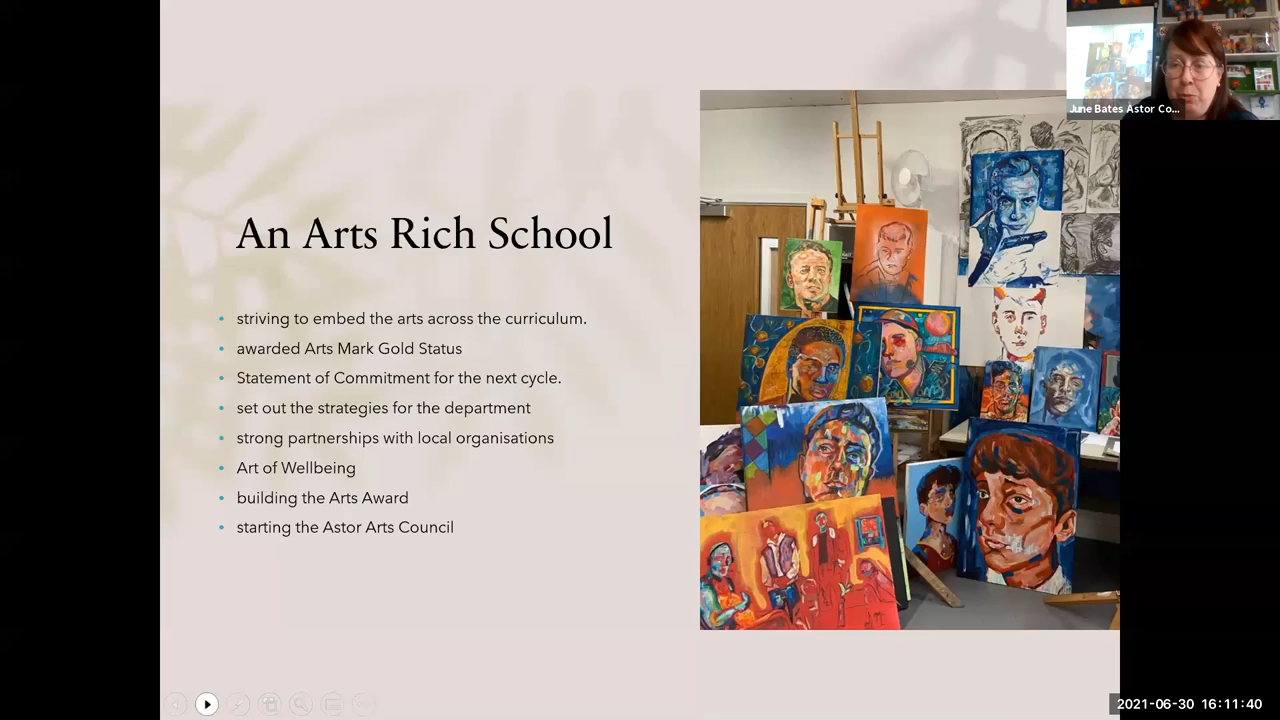 June Bates Astor Co...
An Arts Rich School
striving to embed the arts across the curriculum.
awarded Arts Mark Gold Status
Statement of Commitment for the next cycle.
set out the strategies for the department
strong partnerships with local organisations
Art of Wellbeing
building the Arts Award
starting the Astor Arts Council
2021-06-30 16:11:40